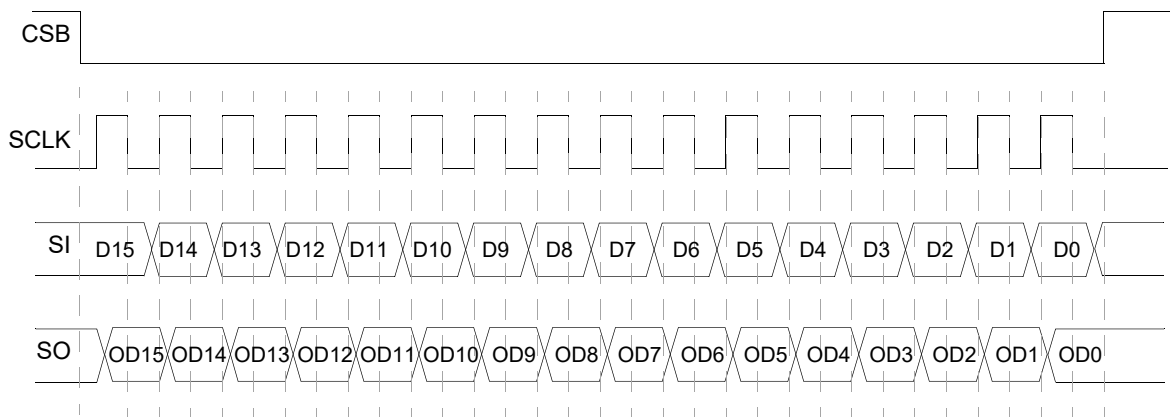 CSB
SCLK
SI D15 D14 D13 D12 D11 D10 D9 D8 D7 D6 D5 D4 D3 D2 D1 D0
SO OD15 OD14 OD13 OD12 OD11 OD10 OD9 OD8 OD7 OD6 OD5 OD4 OD3 OD2 OD1 OD0